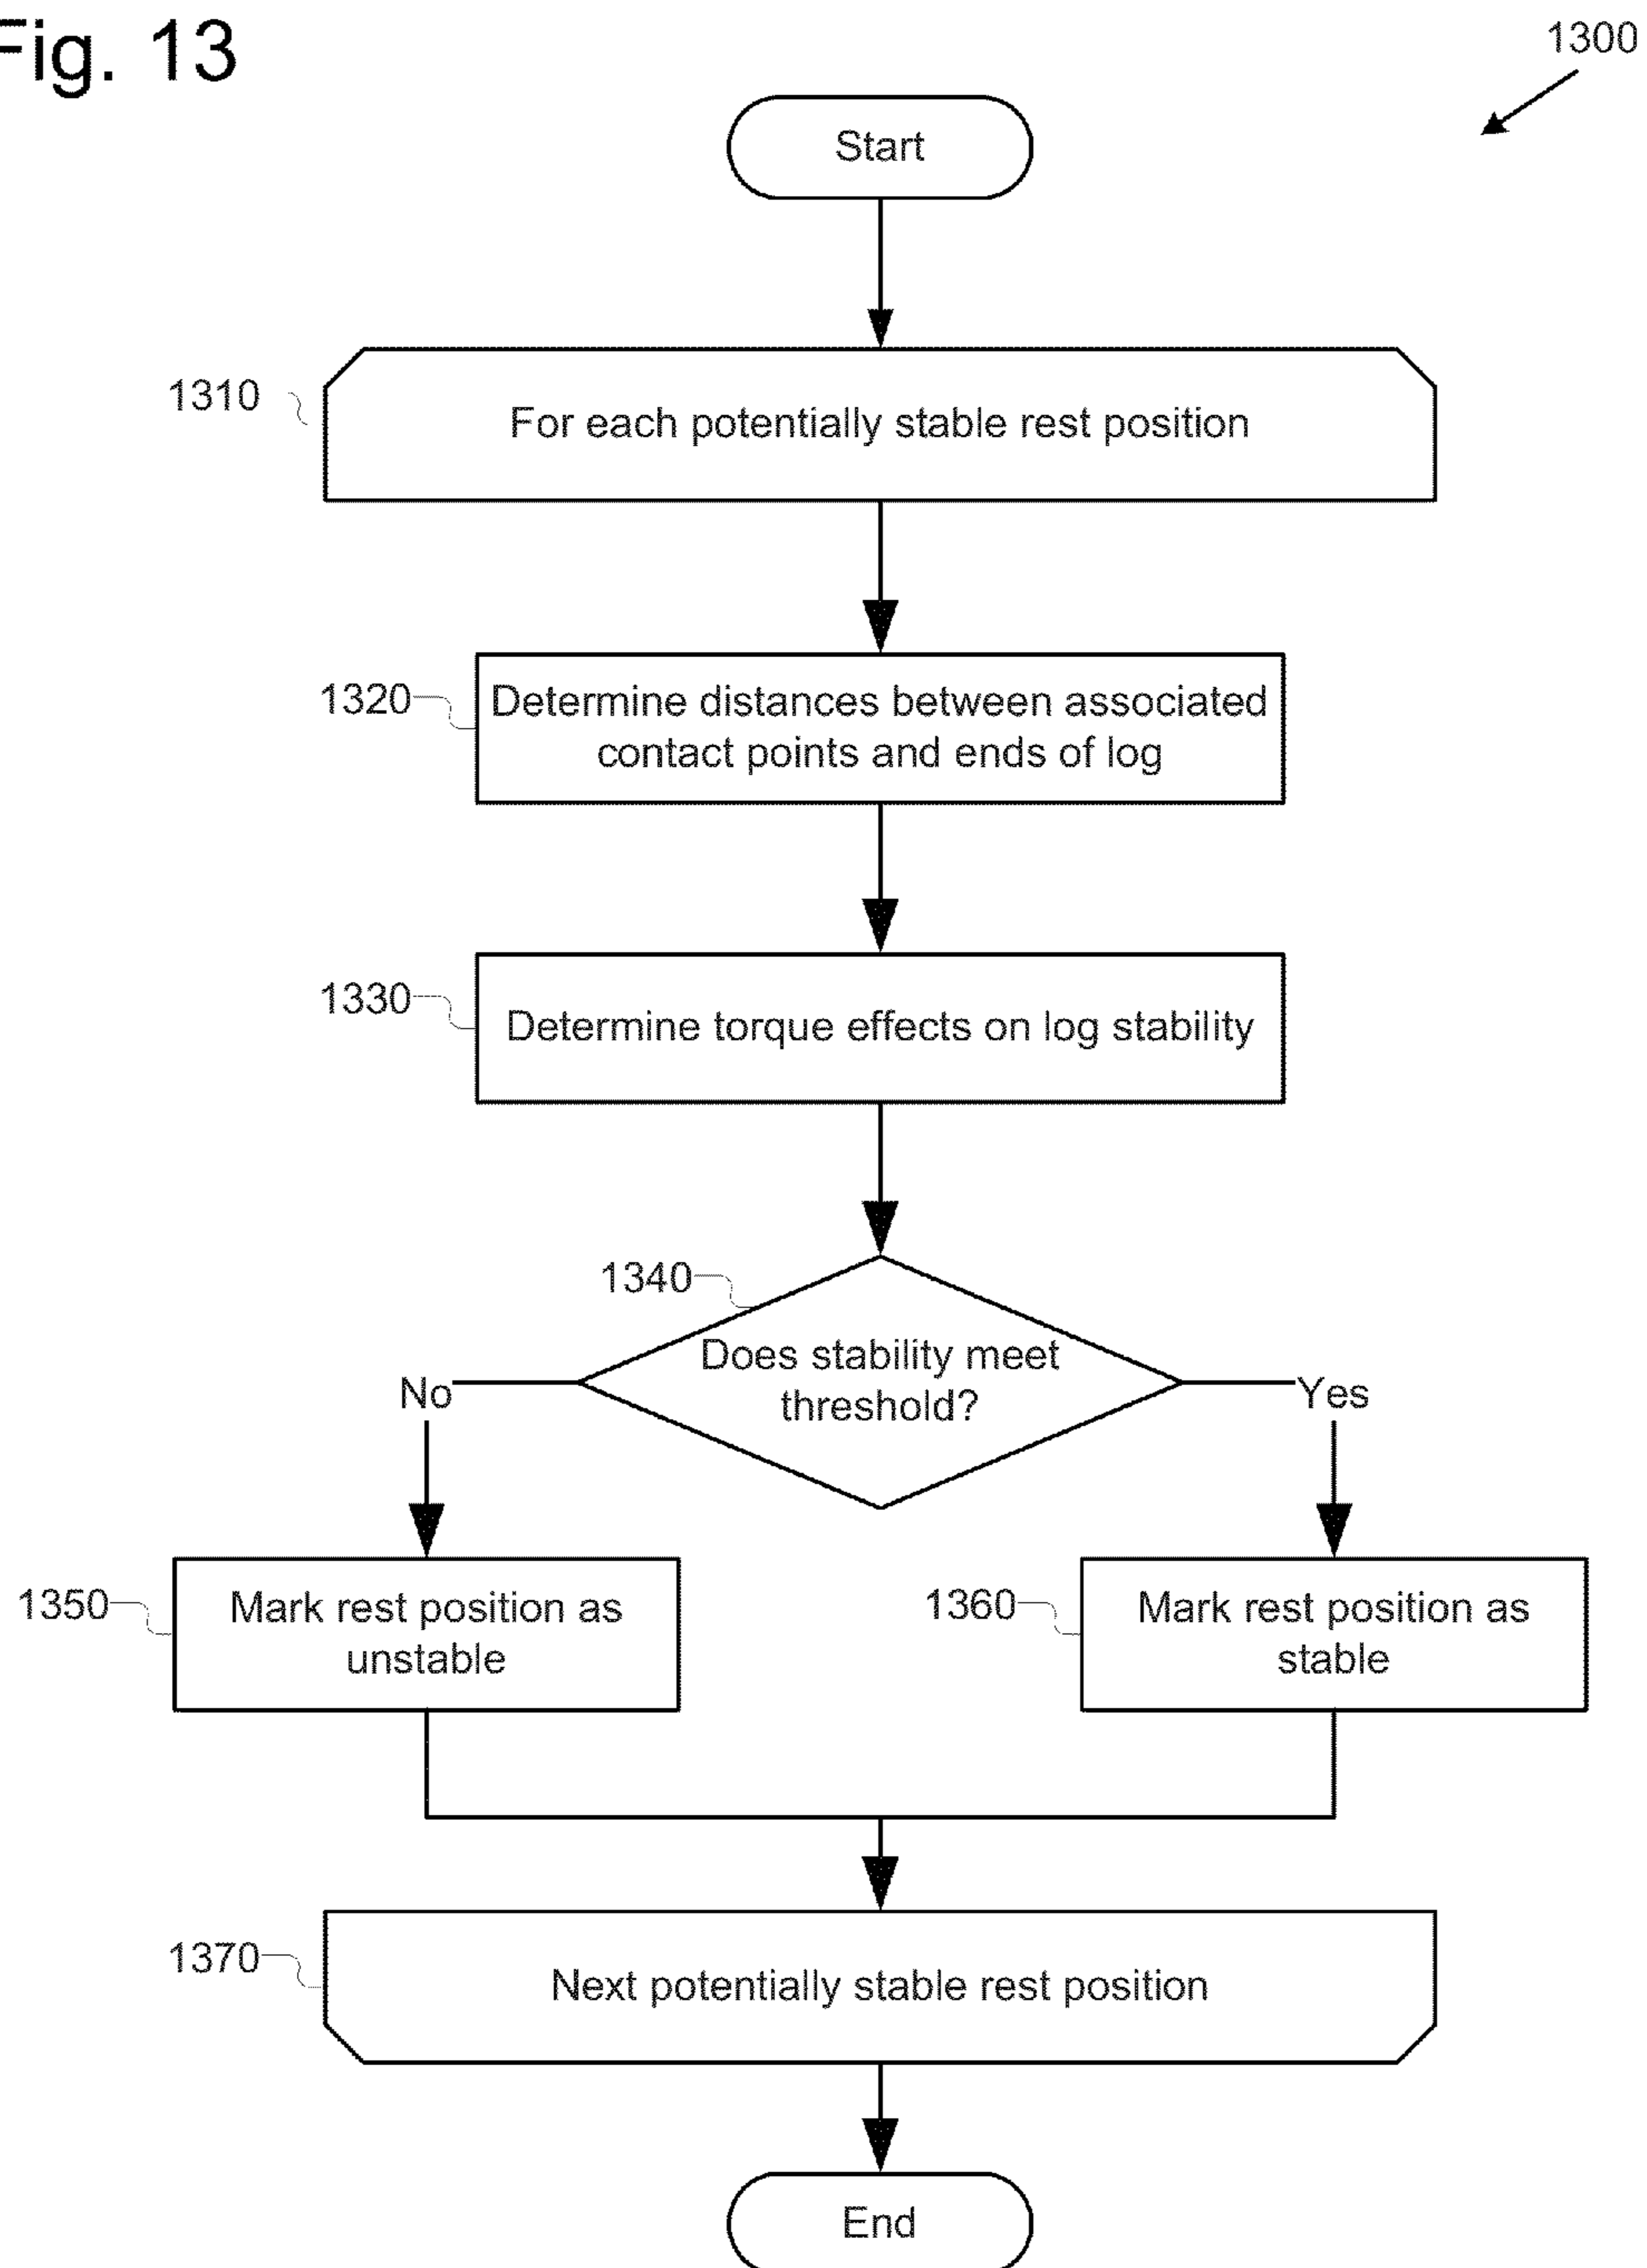 Fig. 13
1300
Start
1310
For each potentially stable rest position
1320
Determine distances between associated
contact points and ends of log
1330
Determine torque effects on log stability
1340
Does stability meet
threshold?
No
Yes
1350
Mark rest position as
unstable
1360
Mark rest position as
stable
1370
Next potentially stable rest position
End